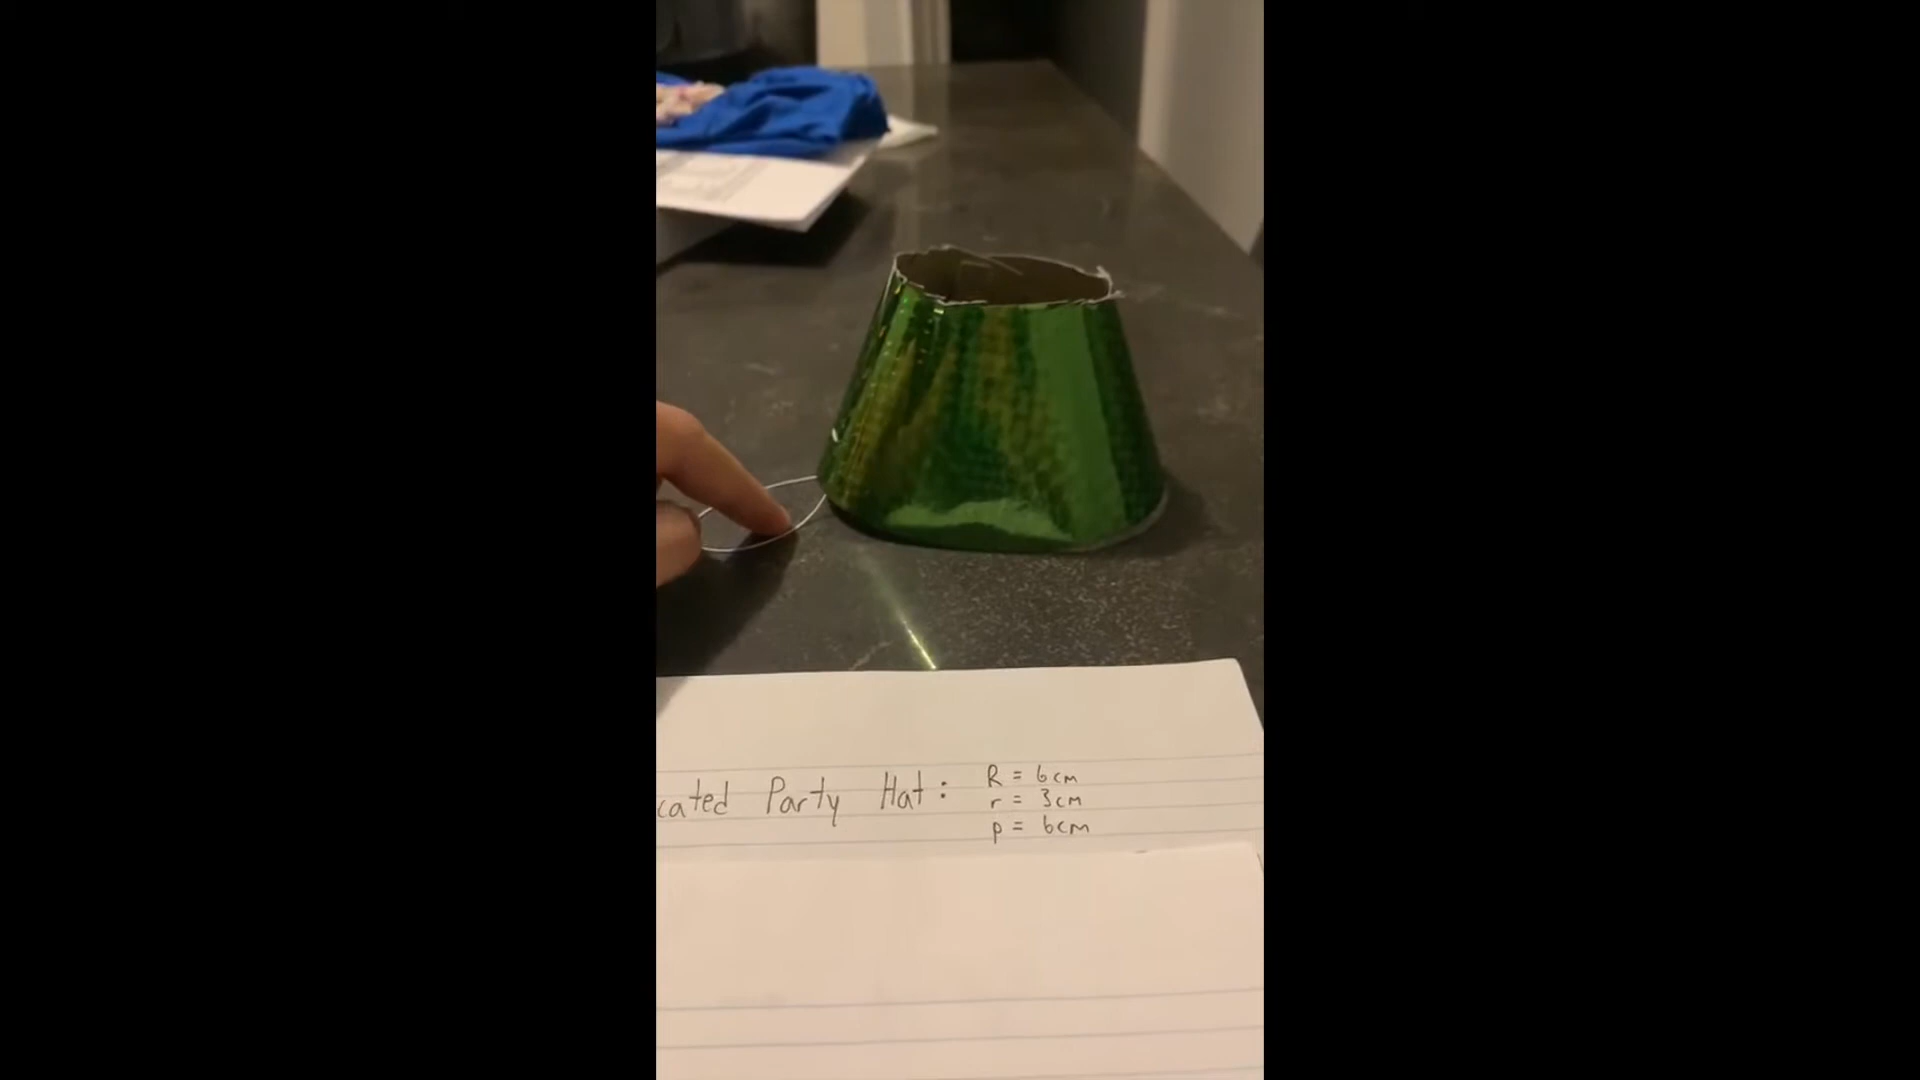 cated Party Hat:
R = 6cm
r = 3cm
p = 6cm